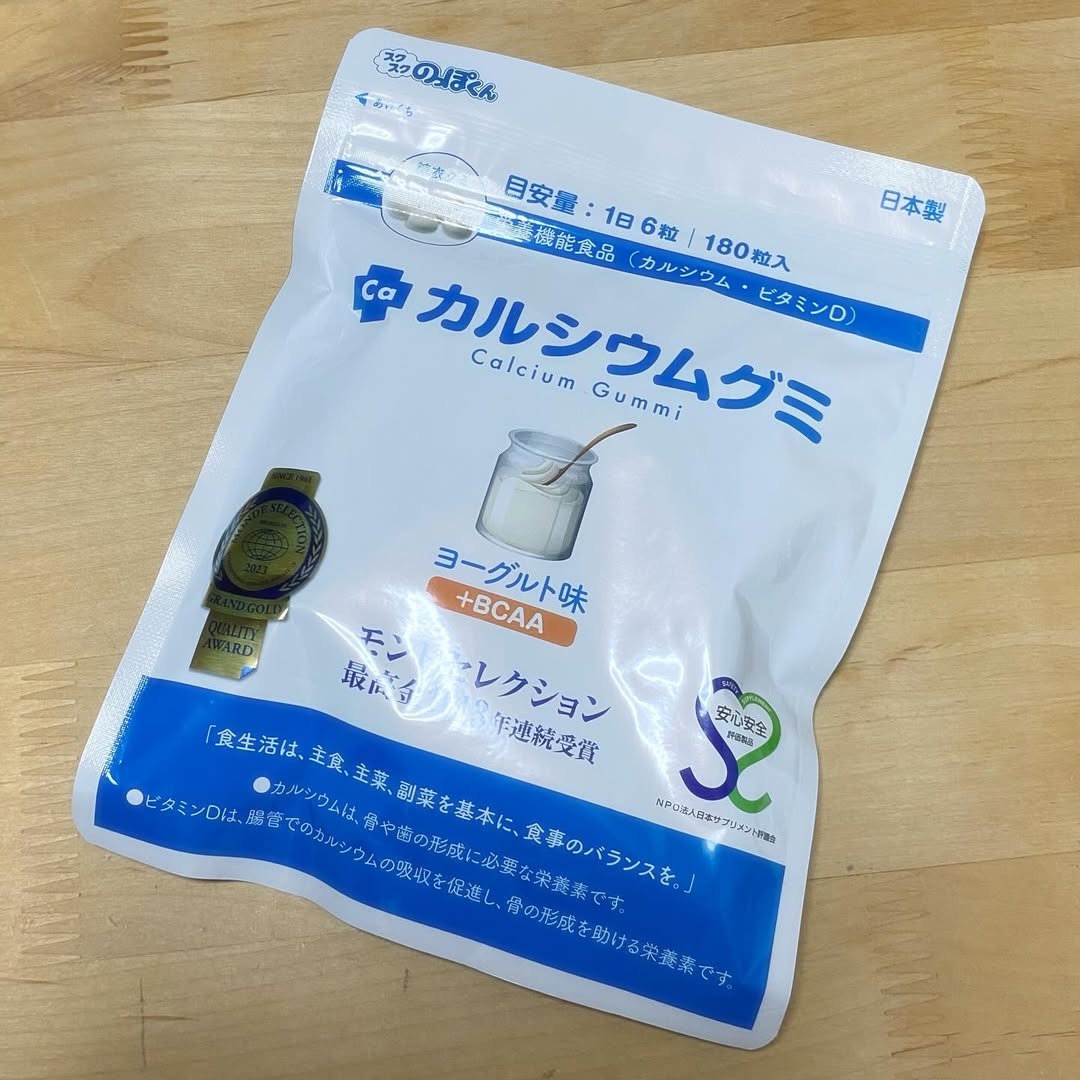 スクスク のっぽくん
あけくち
目安量：1日6粒｜180粒入
日本製
機能食品（カルシウム・ビタミンD）
Ca カルシウムグミ
Calcium Gummi
ヨーグルト味
+BCAA
SINCE 1961
MONDE SELECTION
2023
GRAND GOLD
QUALITY
AWARD
セレクション
最高 年連続受賞
SAFETY
安心安全
評価製品
NPO法人日本サプリメント評議会
「食生活は、主食、主菜、副菜を基本に、食事のバランスを。」
●カルシウムは、骨や歯の形成に必要な栄養素です。
●ビタミンDは、腸管でのカルシウムの吸収を促進し、骨の形成を助ける栄養素です。